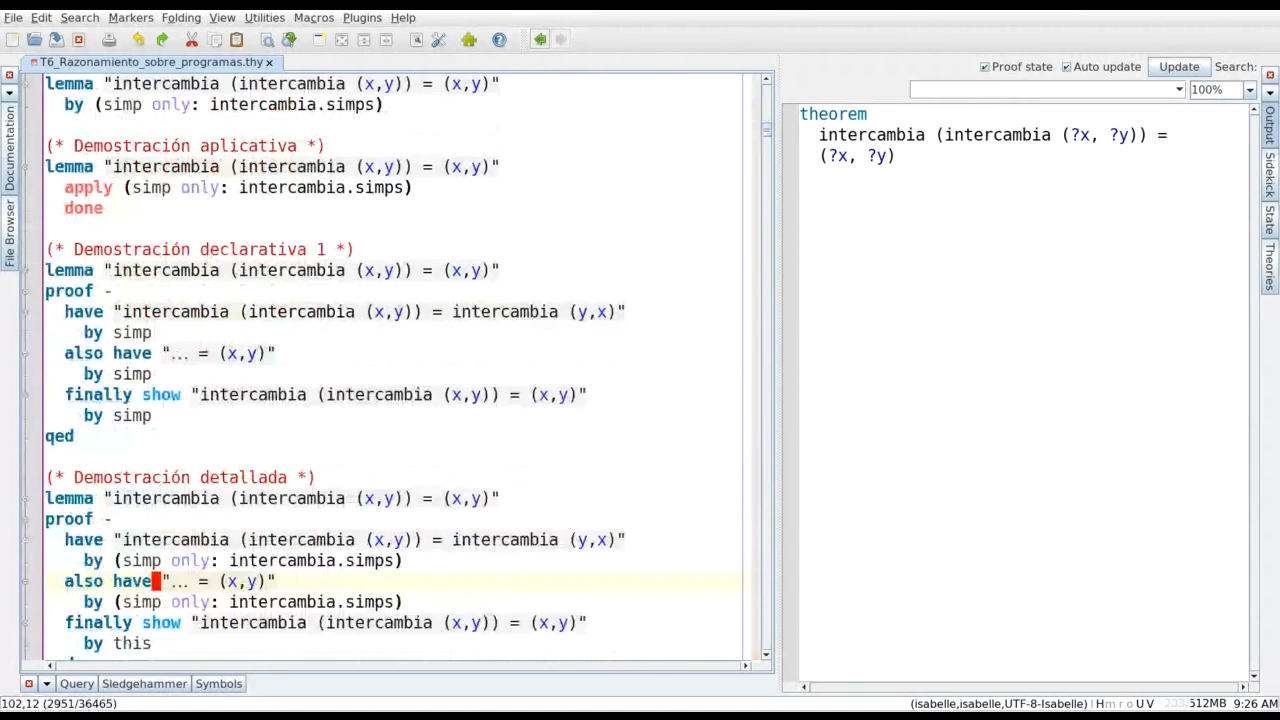 File Edit Search Markers Folding View Utilities Macros Plugins Help
T6_Razonamiento_sobre_programas.thy
Proof state Auto update Update Search:
100%
Documentation
File Browser
lemma "intercambia (intercambia (x,y)) = (x,y)"
by (simp only: intercambia.simps)
(* Demostración aplicativa *)
lemma "intercambia (intercambia (x,y)) = (x,y)"
apply (simp only: intercambia.simps)
done
(* Demostración declarativa 1 *)
lemma "intercambia (intercambia (x,y)) = (x,y)"
proof -
have "intercambia (intercambia (x,y)) = intercambia (y,x)"
by simp
also have "... = (x,y)"
by simp
finally show "intercambia (intercambia (x,y)) = (x,y)"
by simp
qed
(* Demostración detallada *)
lemma "intercambia (intercambia (x,y)) = (x,y)"
proof -
have "intercambia (intercambia (x,y)) = intercambia (y,x)"
by (simp only: intercambia.simps)
also have "... = (x,y)"
by (simp only: intercambia.simps)
finally show "intercambia (intercambia (x,y)) = (x,y)"
by this
theorem
intercambia (intercambia (?x, ?y)) =
(?x, ?y)
Output
Sidekick
State
Theories
Query Sledgehammer Symbols
102,12 (2951/36465)
(isabelle,isabelle,UTF-8-Isabelle) H m r o U V 512MB 9:26 AM